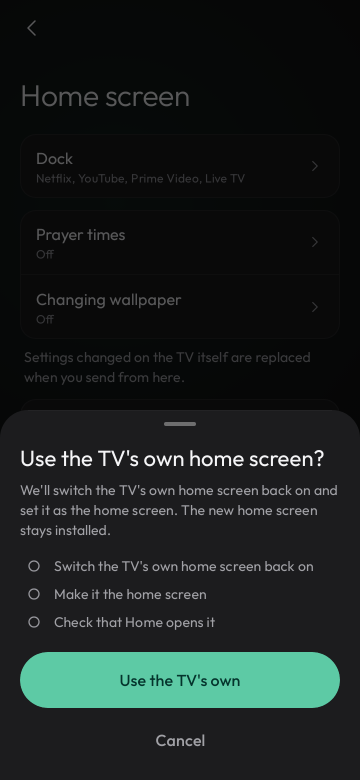 Home screen
Dock
Netflix, YouTube, Prime Video, Live TV
Prayer times
Off
Changing wallpaper
Off
Settings changed on the TV itself are replaced
when you send from here.
Use the TV's own home screen?
We'll switch the TV's own home screen back on and
set it as the home screen. The new home screen
stays installed.
Switch the TV's own home screen back on
Make it the home screen
Check that Home opens it
Use the TV's own
Cancel